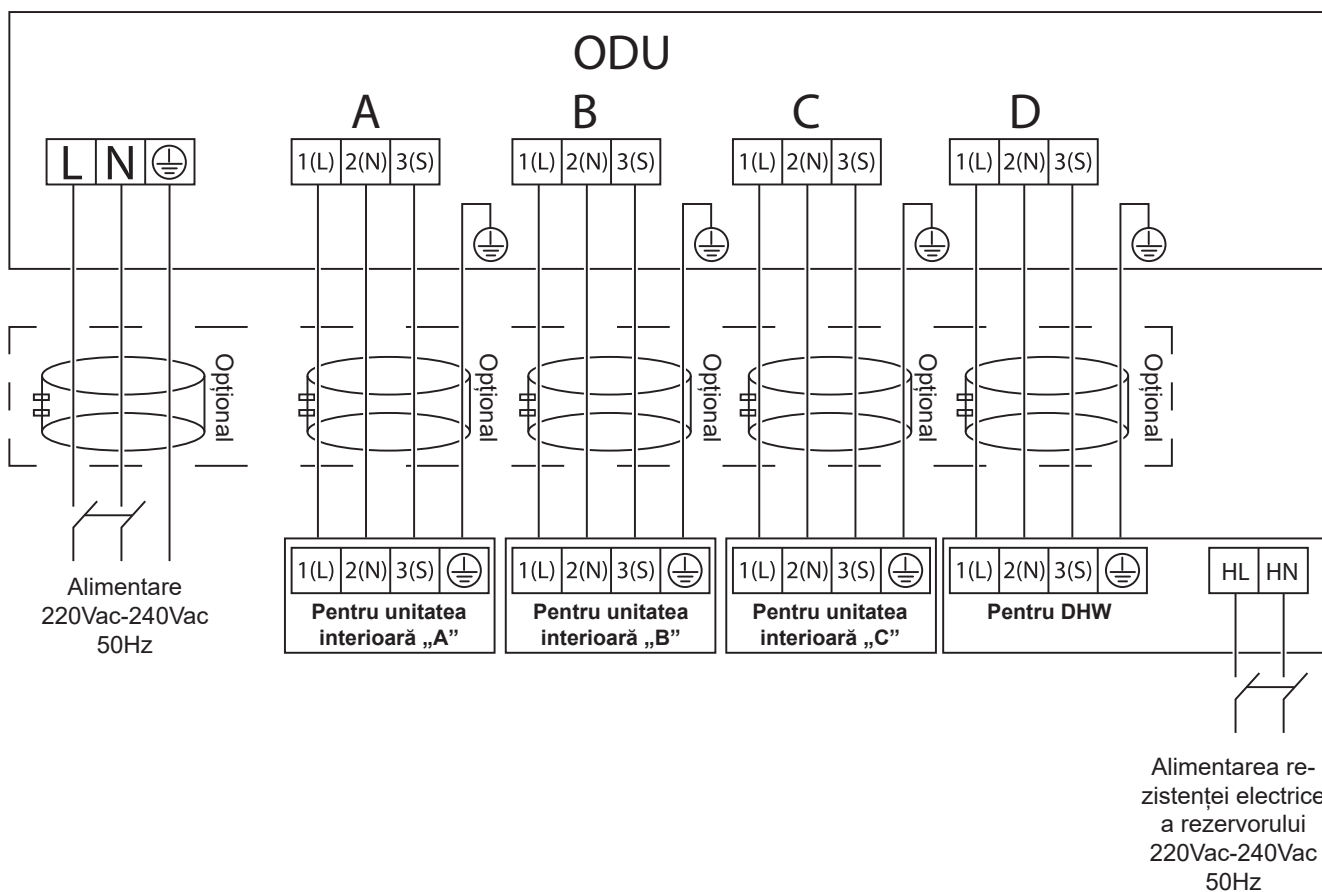 ODU
A B C D
L N
1(L) 2(N) 3(S)
1(L) 2(N) 3(S)
1(L) 2(N) 3(S)
1(L) 2(N) 3(S)
Opțional
Opțional
Opțional
Opțional
Opțional
Alimentare
220Vac-240Vac
50Hz
1(L) 2(N) 3(S)
Pentru unitatea
interioară „A”
1(L) 2(N) 3(S)
Pentru unitatea
interioară „B”
1(L) 2(N) 3(S)
Pentru unitatea
interioară „C”
1(L) 2(N) 3(S)
Pentru DHW
HL HN
Alimentarea re-
zistenței electrice
a rezervorului
220Vac-240Vac
50Hz